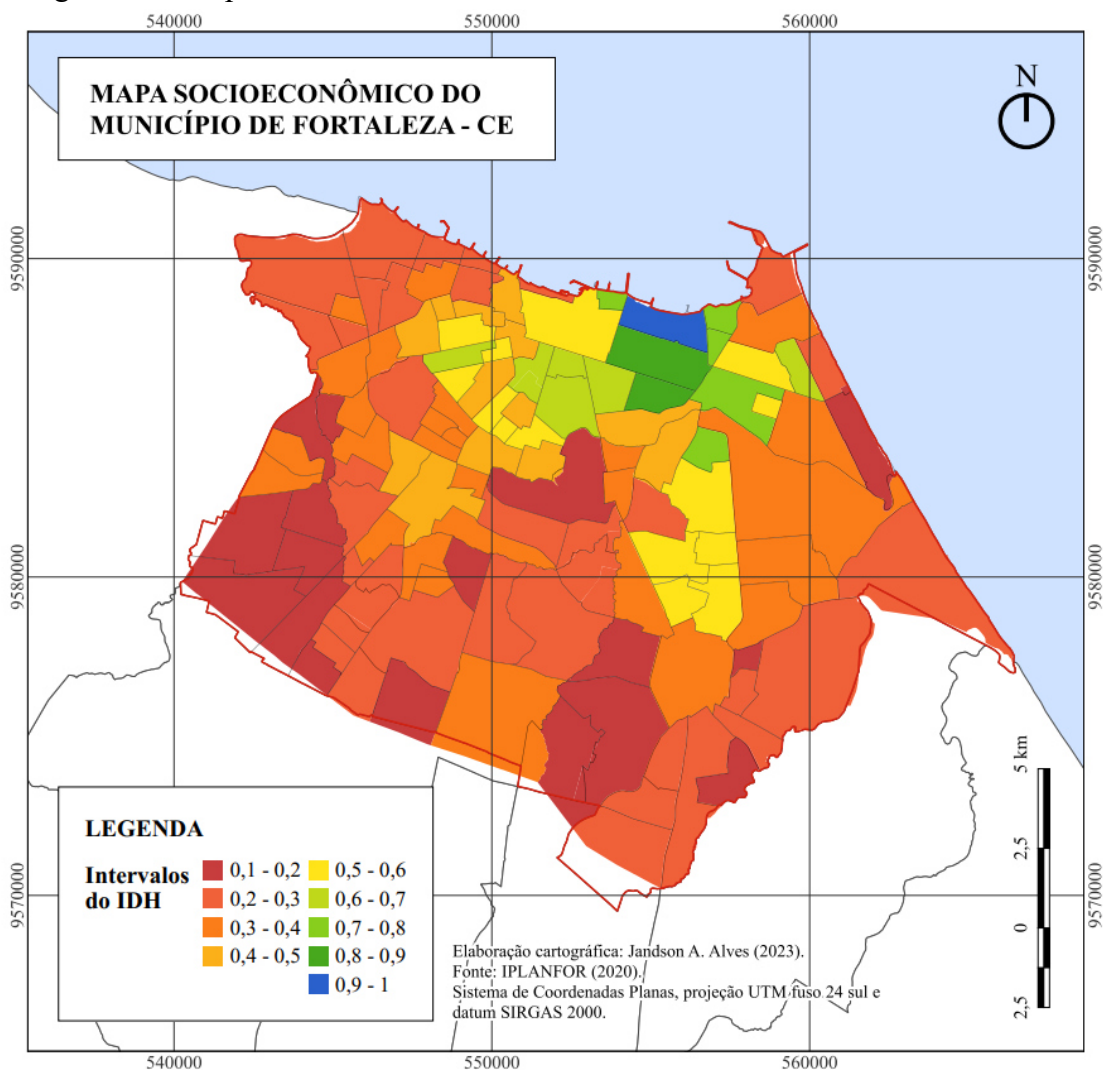 540000
550000
560000
MAPA SOCIOECONÔMICO DO
MUNICÍPIO DE FORTALEZA - CE
N
9590000
9590000
9580000
9580000
9570000
9570000
5 km
2,5
0
2,5
LEGENDA
Intervalos
do IDH
0,1 - 0,2
0,2 - 0,3
0,3 - 0,4
0,4 - 0,5
0,5 - 0,6
0,6 - 0,7
0,7 - 0,8
0,8 - 0,9
0,9 - 1
Elaboração cartográfica: Jandson A. Alves (2023).
Fonte: IPLANFOR (2020).
Sistema de Coordenadas Planas, projeção UTM fuso 24 sul e
datum SIRGAS 2000.
540000
550000
560000